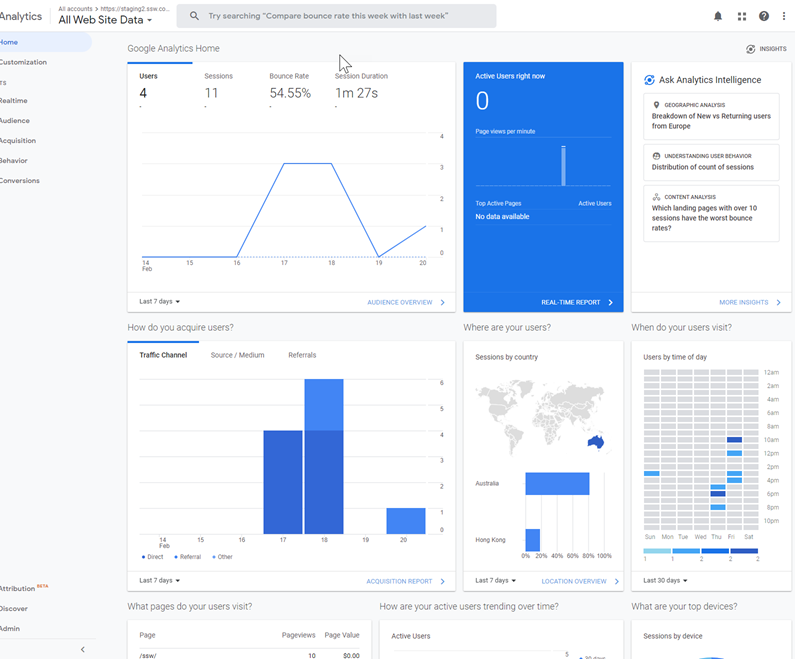 Analytics
All accounts > https://staging2.ssw.co...
All Web Site Data
Try searching "Compare bounce rate this week with last week"
Home
Customization
Realtime
Audience
Acquisition
Behavior
Conversions
Attribution BETA
Discover
Admin
Google Analytics Home
INSIGHTS
Users
4
-
Sessions
11
-
Bounce Rate
54.55%
-
Session Duration
1m 27s
-
4
3
2
1
0
14
Feb
15
16
17
18
19
20
Last 7 days
AUDIENCE OVERVIEW
Active Users right now
0
Page views per minute
Top Active Pages
Active Users
No data available
REAL-TIME REPORT
Ask Analytics Intelligence
GEOGRAPHIC ANALYSIS
Breakdown of New vs Returning users
from Europe
UNDERSTANDING USER BEHAVIOR
Distribution of count of sessions
CONTENT ANALYSIS
Which landing pages with over 10
sessions have the worst bounce
rates?
MORE INSIGHTS
How do you acquire users?
Traffic Channel
Source / Medium
Referrals
6
5
4
3
2
1
0
14
Feb
15
16
17
18
19
20
Direct
Referral
Other
Last 7 days
ACQUISITION REPORT
Where are your users?
Sessions by country
Australia
Hong Kong
0% 20% 40% 60% 80% 100%
Last 7 days
LOCATION OVERVIEW
When do your users visit?
Users by time of day
12am
2am
4am
6am
8am
10am
12pm
2pm
4pm
6pm
8pm
10pm
Sun Mon Tue Wed Thu Fri Sat
1 1 2 2 2
Last 30 days
What pages do your users visit?
Page
Pageviews
Page Value
/ssw/
10
$0.00
How are your active users trending over time?
Active Users
5
30 days
What are your top devices?
Sessions by device